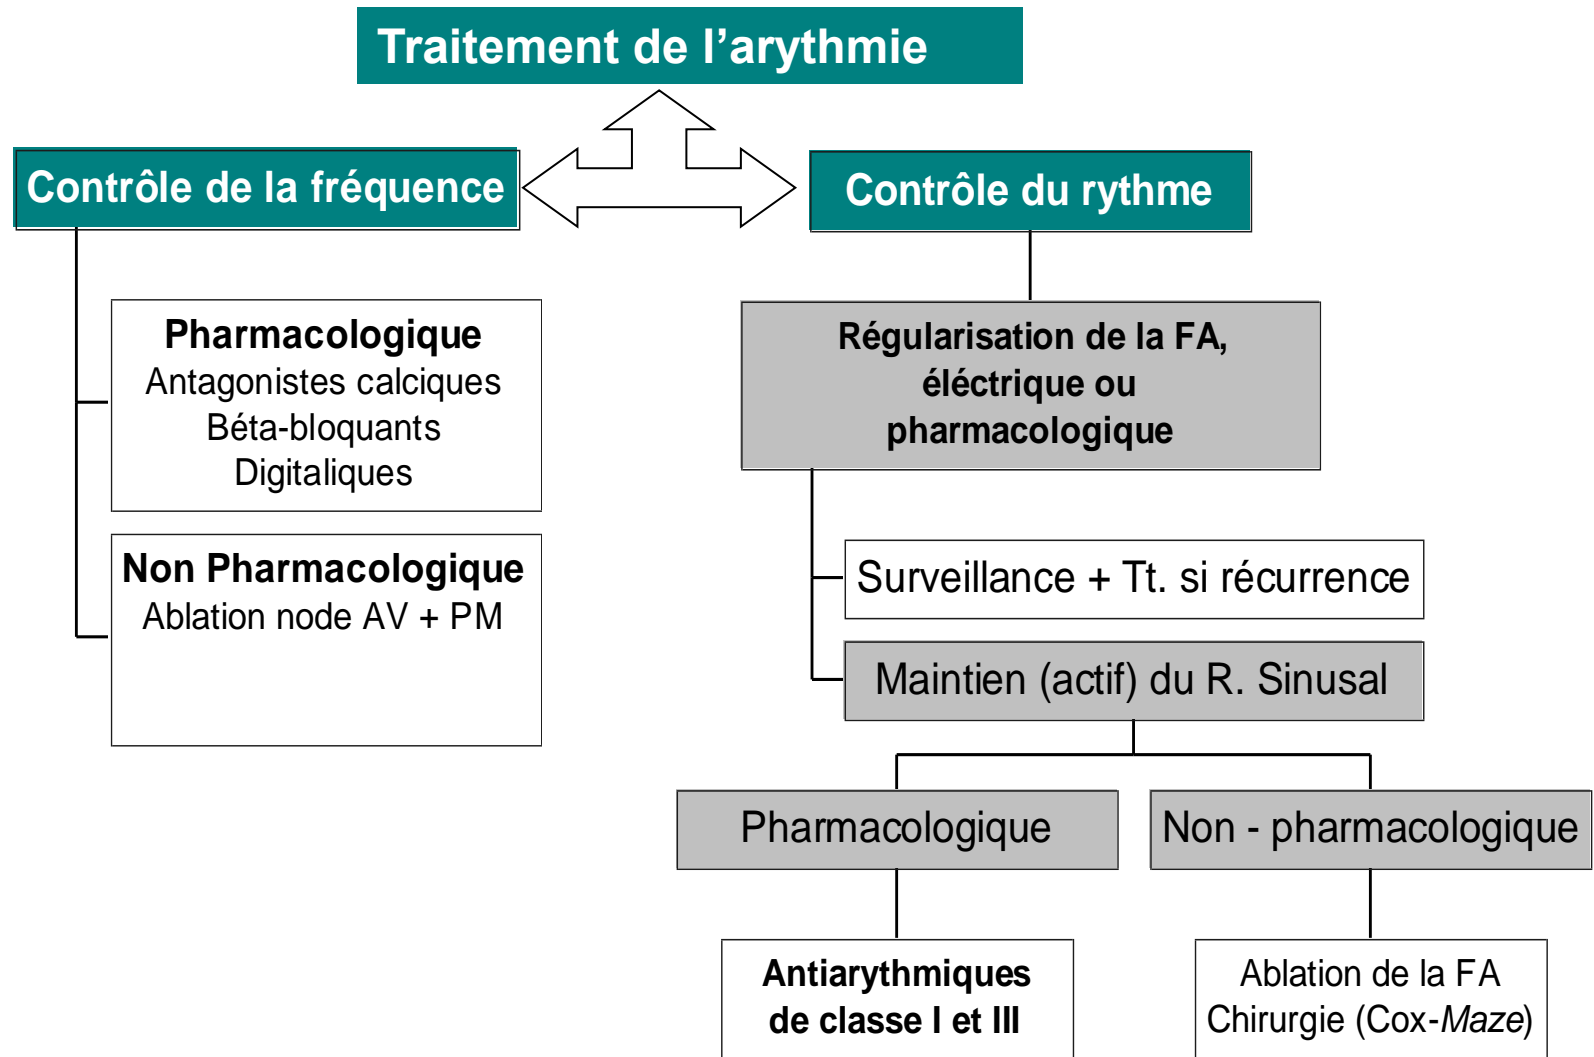 Traitement de l’arythmie
Contrôle de la fréquence
Contrôle du rythme
Pharmacologique
Antagonistes calciques
Béta-bloquants
Digitaliques
Non Pharmacologique
Ablation node AV + PM
Régularisation de la FA,
éléctrique ou
pharmacologique
Surveillance + Tt. si récurrence
Maintien (actif) du R. Sinusal
Pharmacologique
Non - pharmacologique
Antiarythmiques
de classe I et III
Ablation de la FA
Chirurgie (Cox-Maze)